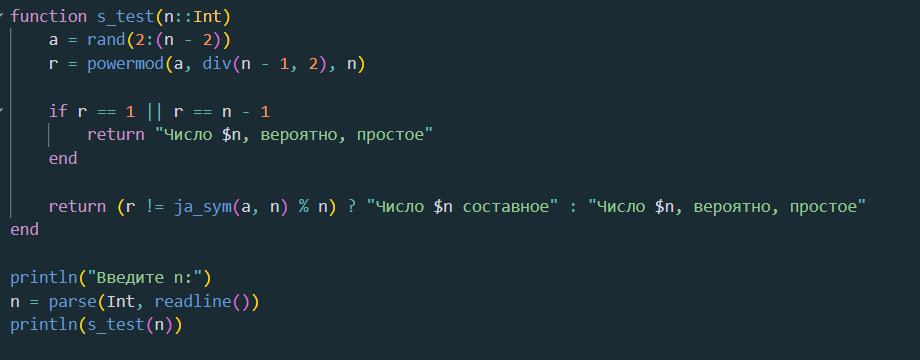 function s_test(n::Int)
    a = rand(2:(n - 2))
    r = powermod(a, div(n - 1, 2), n)
    if r == 1 || r == n - 1
        return "Число $n, вероятно, простое"
    end
    return (r != ja_sym(a, n) % n) ? "Число $n составное" : "Число $n, вероятно, простое"
end
println("Введите n:")
n = parse(Int, readline())
println(s_test(n))